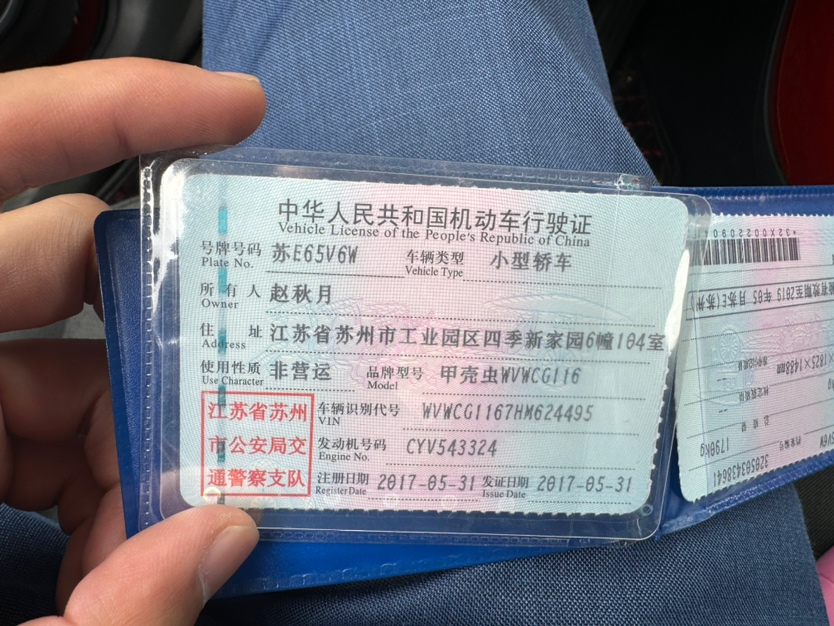 中华人民共和国机动车行驶证
Vehicle License of the People's Republic of China
号牌号码 苏E65V6W 车辆类型 小型轿车
Plate No. Vehicle Type
所有人 赵秋月
Owner
住址 江苏省苏州市工业园区四季新家园6幢104室
Address
使用性质 非营运 品牌型号 甲壳虫WVWCG116
Use Character Model
江苏省苏州
市公安局交
通警察支队
车辆识别代号 WVWCG1167HM624495
VIN
发动机号码 CYV543324
Engine No.
注册日期 2017-05-31 发证日期 2017-05-31
Register Date Issue Date
1825×1488mm
1790kg